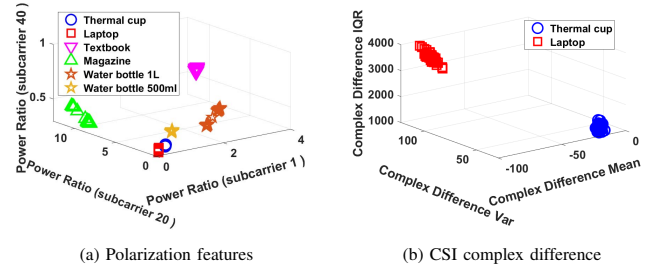 Power Ratio (subcarrier 40 )
1
0.5
10
5
0
0
2
4
Power Ratio (subcarrier 20 )
Power Ratio (subcarrier 1 )
Thermal cup
Laptop
Textbook
Magazine
Water bottle 1L
Water bottle 500ml
(a) Polarization features
Complex Difference IQR
4000
3000
2000
1000
100
50
-100
-50
0
Complex Difference Var
Complex Difference Mean
Thermal cup
Laptop
(b) CSI complex difference